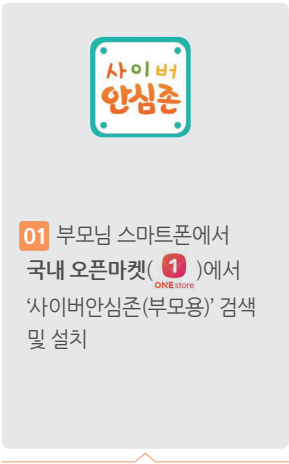 사이버
안심존
01 부모님 스마트폰에서
국내 오픈마켓( 1 ONE store )에서
‘사이버안심존(부모용)’ 검색
및 설치